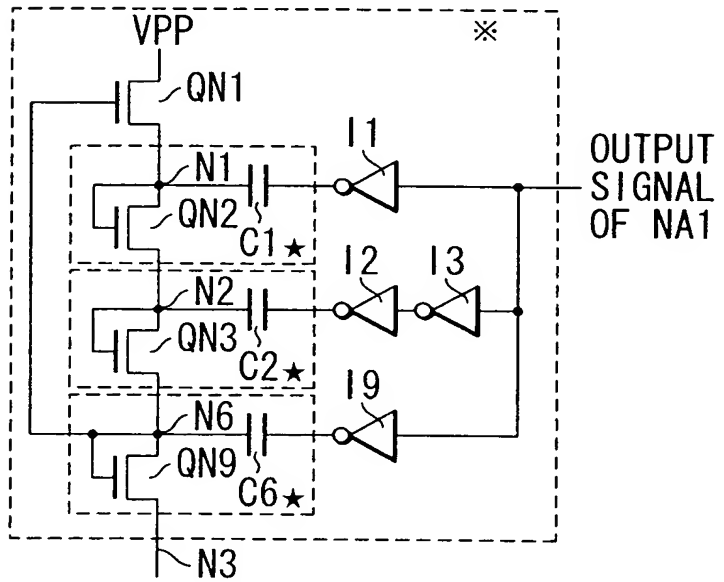 VPP
※
QN1
I1
N1
OUTPUT
SIGNAL
OF NA1
QN2
C1★
I2
I3
N2
QN3
C2★
I9
N6
QN9
C6★
N3